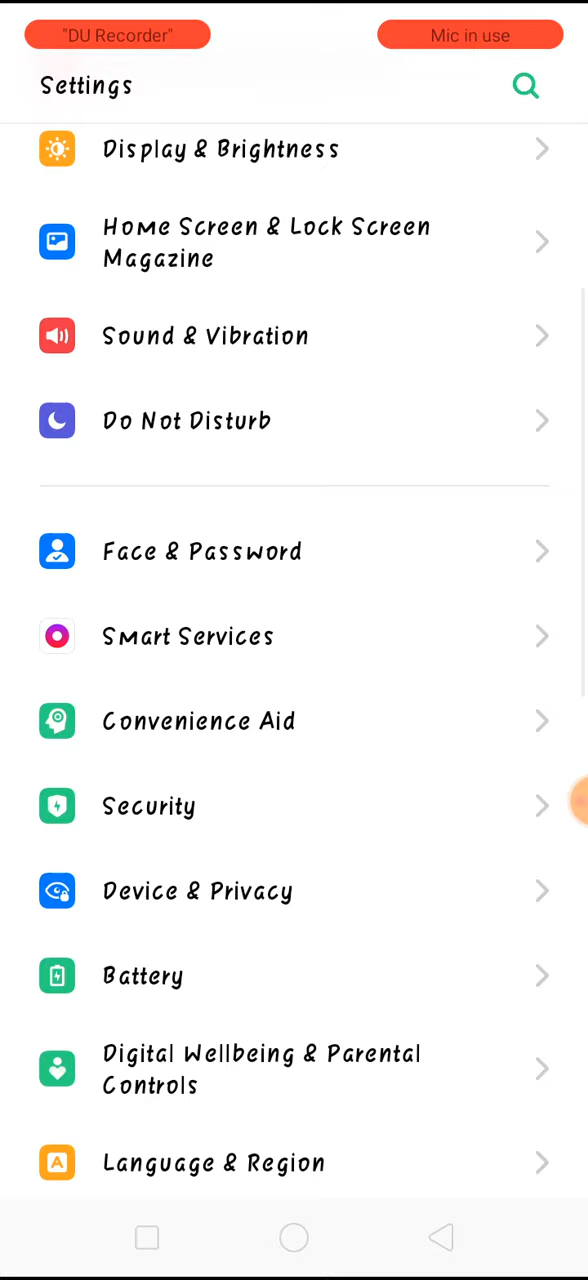 "DU Recorder"
Mic in use
Settings
Display & Brightness
Home Screen & Lock Screen
Magazine
Sound & Vibration
Do Not Disturb
Face & Password
Smart Services
Convenience Aid
Security
Device & Privacy
Battery
Digital Wellbeing & Parental
Controls
A
Language & Region